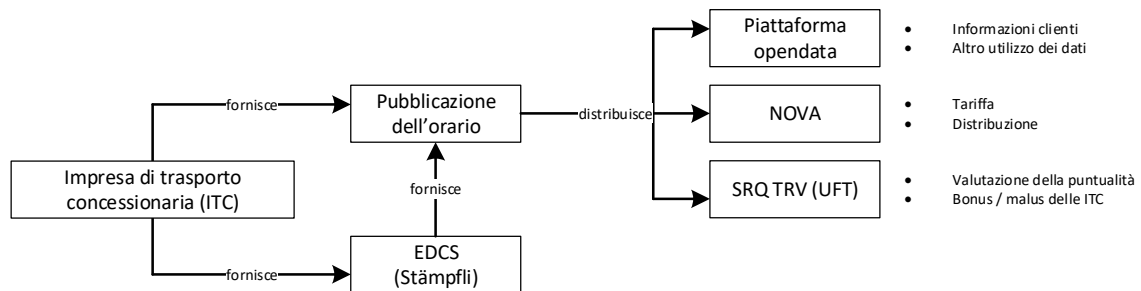 Piattaforma
opendata
• Informazioni clienti
• Altro utilizzo dei dati
fornisce
Pubblicazione
dell'orario
distribuisce
NOVA
• Tariffa
• Distribuzione
Impresa di trasporto
concessionaria (ITC)
fornisce
SRQ TRV (UFT)
• Valutazione della puntualità
• Bonus / malus delle ITC
fornisce
EDCS
(Stämpfli)